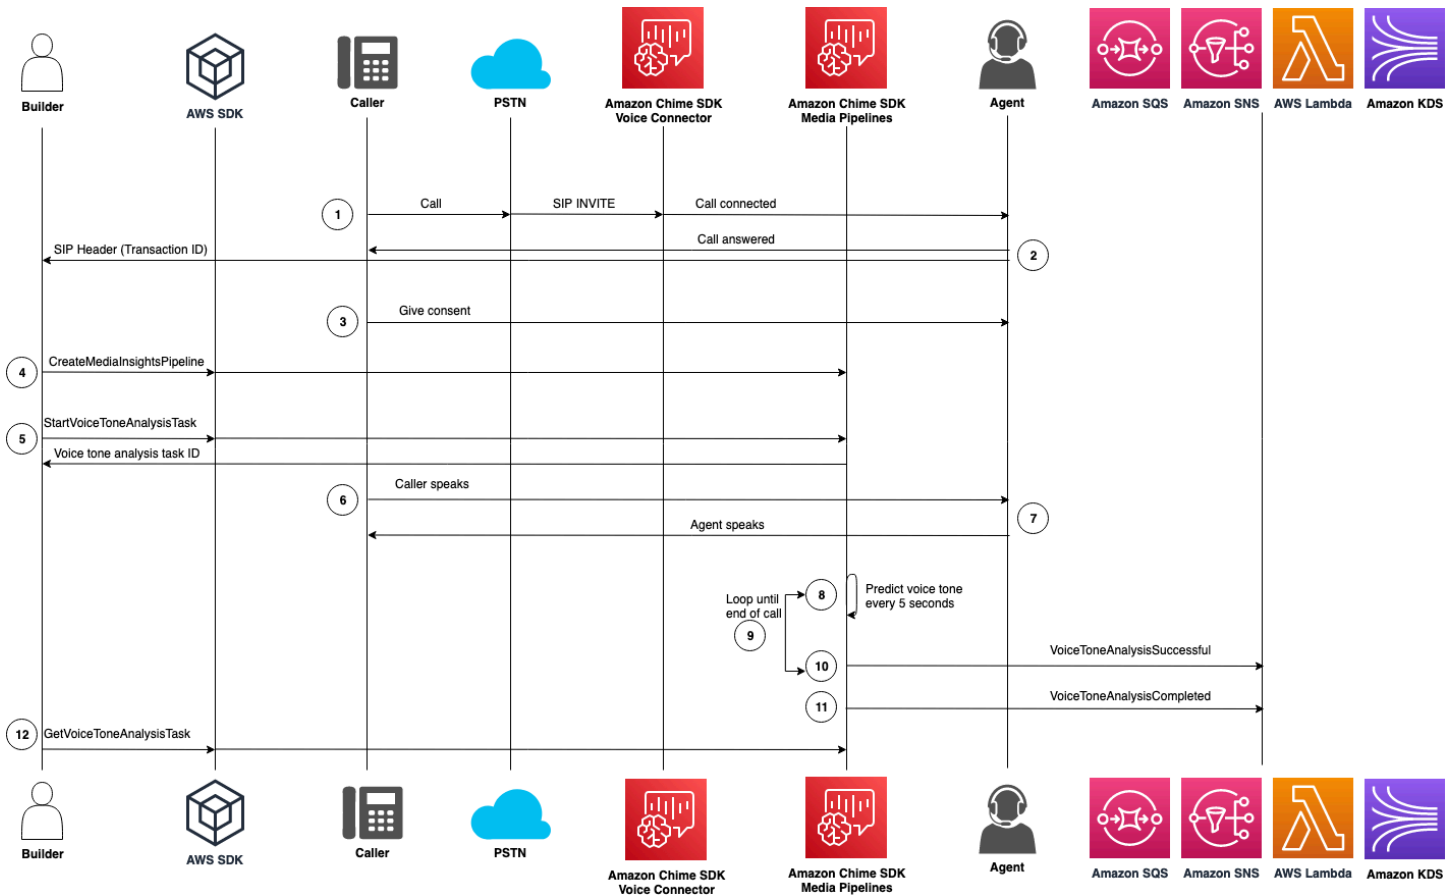 Builder
AWS SDK
Caller
PSTN
Amazon Chime SDK
Voice Connector
Amazon Chime SDK
Media Pipelines
Agent
Amazon SQS
Amazon SNS
AWS Lambda
Amazon KDS
1
Call
SIP INVITE
Call connected
Call answered
2
SIP Header (Transaction ID)
3
Give consent
4
CreateMediaInsightsPipeline
5
StartVoiceToneAnalysisTask
Voice tone analysis task ID
6
Caller speaks
7
Agent speaks
8
Predict voice tone
every 5 seconds
Loop until
end of call
9
10
VoiceToneAnalysisSuccessful
11
VoiceToneAnalysisCompleted
12
GetVoiceToneAnalysisTask
Builder
AWS SDK
Caller
PSTN
Amazon Chime SDK
Voice Connector
Amazon Chime SDK
Media Pipelines
Agent
Amazon SQS
Amazon SNS
AWS Lambda
Amazon KDS